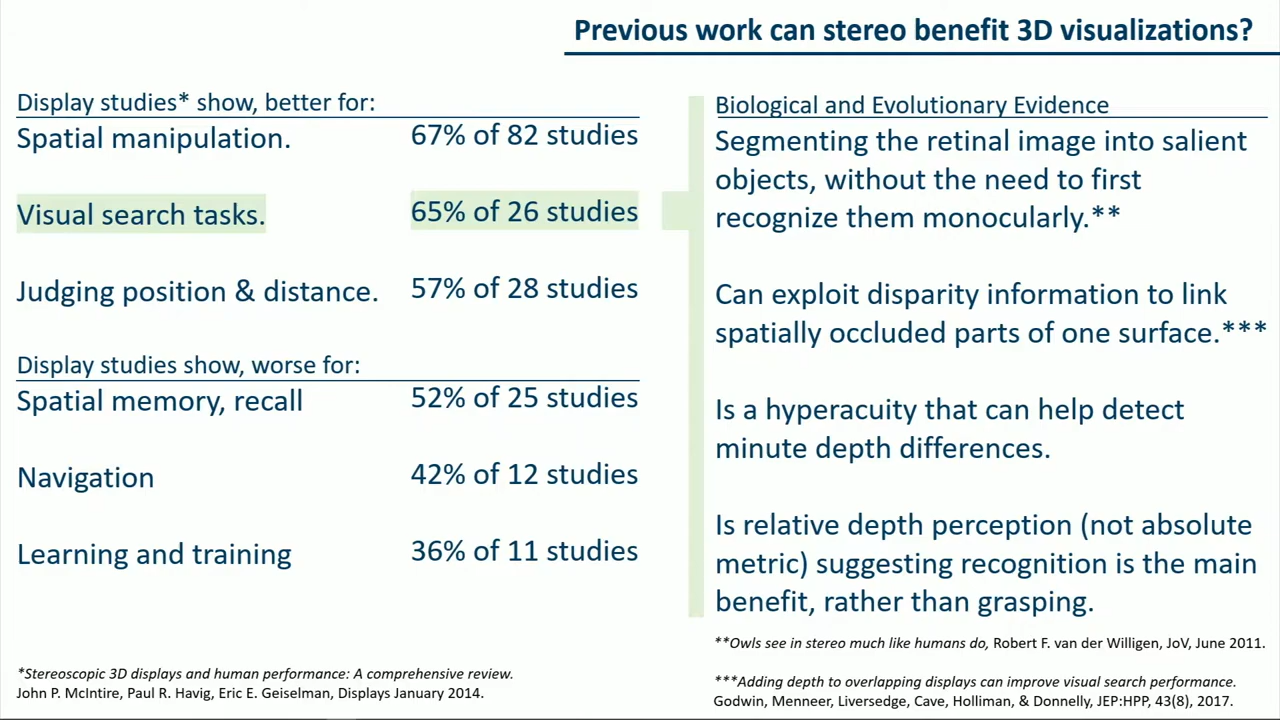 Previous work can stereo benefit 3D visualizations?
Display studies* show, better for:
Spatial manipulation. 67% of 82 studies
Visual search tasks. 65% of 26 studies
Judging position & distance. 57% of 28 studies
Display studies show, worse for:
Spatial memory, recall 52% of 25 studies
Navigation 42% of 12 studies
Learning and training 36% of 11 studies
*Stereoscopic 3D displays and human performance: A comprehensive review.
John P. McIntire, Paul R. Havig, Eric E. Geiselman, Displays January 2014.
Biological and Evolutionary Evidence
Segmenting the retinal image into salient
objects, without the need to first
recognize them monocularly.**
Can exploit disparity information to link
spatially occluded parts of one surface.***
Is a hyperacuity that can help detect
minute depth differences.
Is relative depth perception (not absolute
metric) suggesting recognition is the main
benefit, rather than grasping.
**Owls see in stereo much like humans do, Robert F. van der Willigen, JoV, June 2011.
***Adding depth to overlapping displays can improve visual search performance.
Godwin, Menneer, Liversedge, Cave, Holliman, & Donnelly, JEP:HPP, 43(8), 2017.